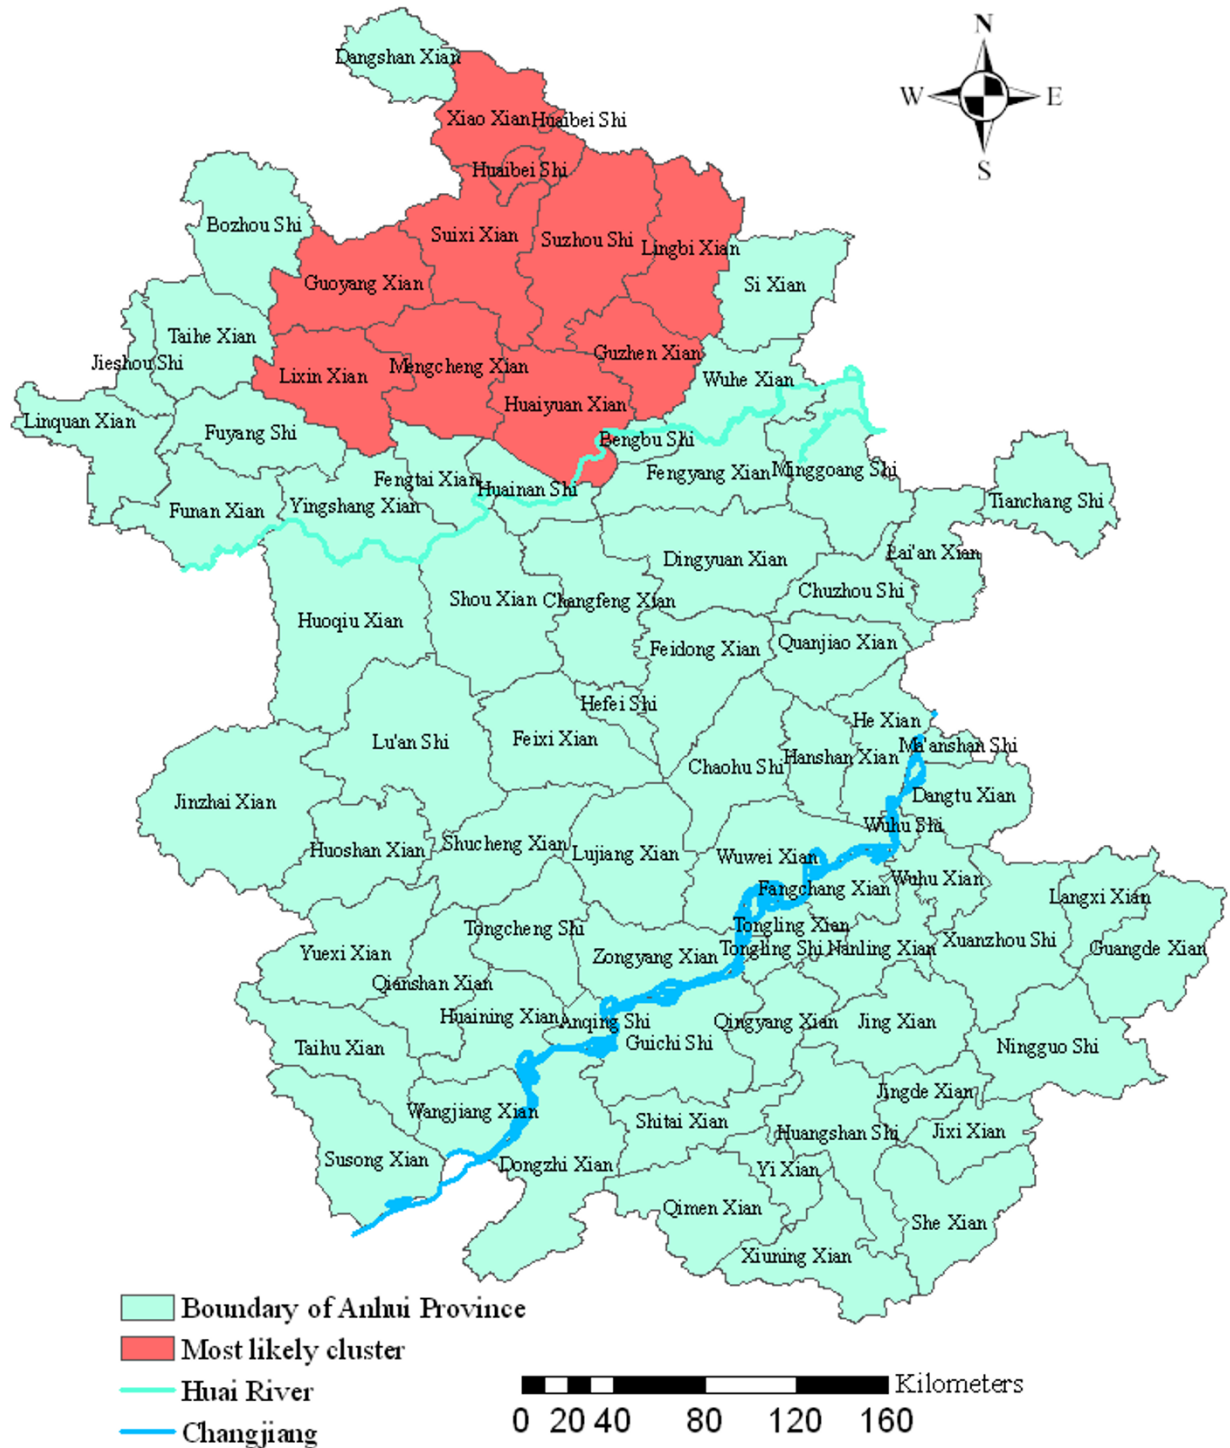 N
Dangshan Xian
W
E
Xiao Xian
Huaibei Shi
S
Huaibei Shi
Bozhou Shi
Suixi Xian
Suzhou Shi
Lingbi Xian
Guoyang Xian
Si Xian
Taihe Xian
Guzhen Xian
Jieshou Shi
Mengcheng Xian
Lixin Xian
Wuhe Xian
Huaiyuan Xian
Linquan Xian
Fuyang Shi
Bengbu Shi
Fengyang Xian
Minggoang Shi
Fengtai Xian
Huainan Shi
Tianchang Shi
Funan Xian
Yingshang Xian
Lai'an Xian
Dingyuan Xian
Chuzhou Shi
Shou Xian
Changfeng Xian
Huoqiu Xian
Quanjiao Xian
Feidong Xian
Hefei Shi
He Xian
Lu'an Shi
Feixi Xian
Ma'anshan Shi
Hanshan Xian
Chaohu Shi
Jinzhai Xian
Dangtu Xian
Wuhu Shi
Huoshan Xian
Shucheng Xian
Lujiang Xian
Wuwei Xian
Wuhu Xian
Fangchang Xian
Langxi Xian
Tongling Xian
Tongcheng Shi
Xuanzhou Shi
Tongling Shi
Nanling Xian
Guangde Xian
Yuexi Xian
Zongyang Xian
Qianshan Xian
Huaining Xian
Anqing Shi
Qingyang Xian
Jing Xian
Guichi Shi
Taihu Xian
Ningguo Shi
Jingde Xian
Wangjiang Xian
Shitai Xian
Huangshan Shi
Jixi Xian
Susong Xian
Dongzhi Xian
Yi Xian
Qimen Xian
She Xian
Xiuning Xian
Boundary of Anhui Province
Most likely cluster
Huai River
Changjiang
Kilometers
0 20 40 80 120 160